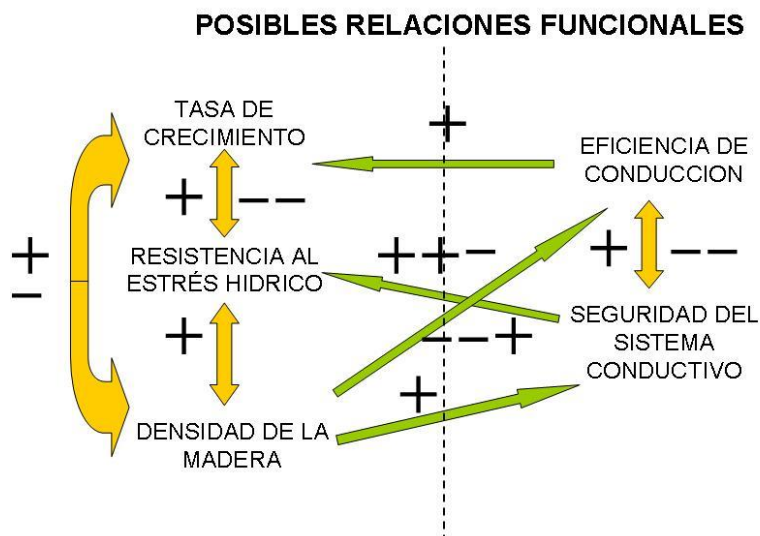 POSIBLES RELACIONES FUNCIONALES
TASA DE
CRECIMIENTO
+
EFICIENCIA DE
CONDUCCION
+ – –
+
–
RESISTENCIA AL
ESTRÉS HIDRICO
+ + –
+ – –
SEGURIDAD DEL
SISTEMA
CONDUCTIVO
+
– – +
+
DENSIDAD DE LA
MADERA